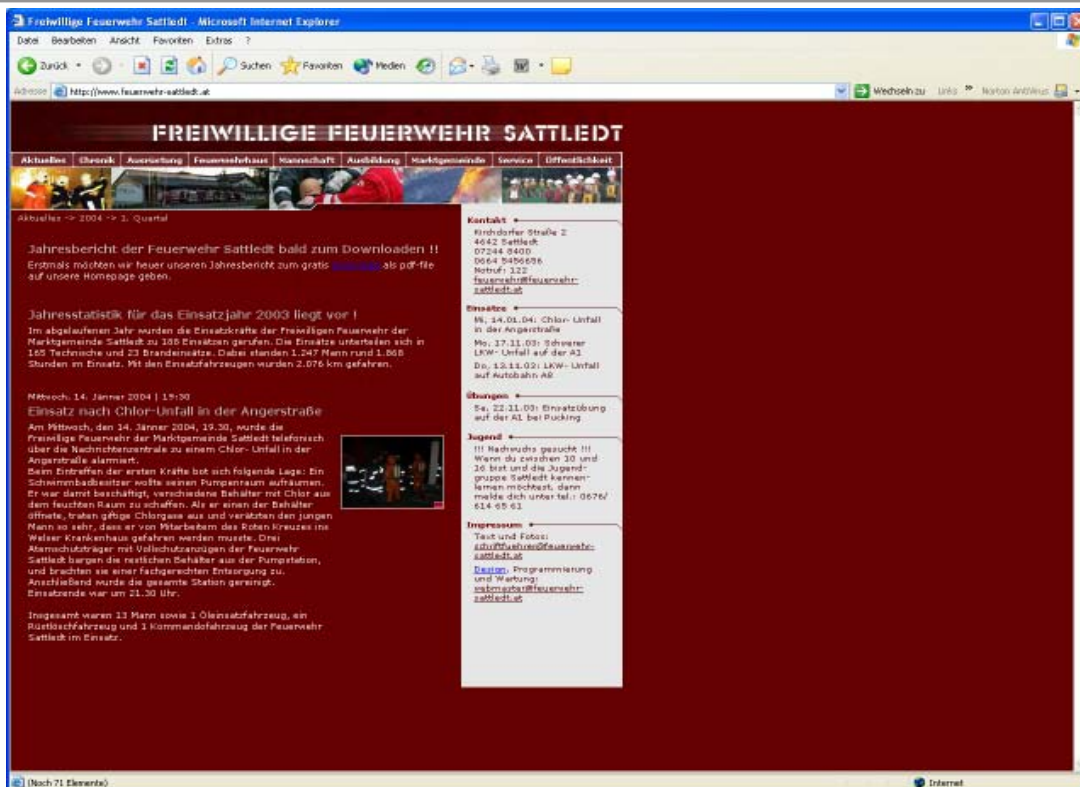 Freiwillige Feuerwehr Sattledt - Microsoft Internet Explorer
Datei Bearbeiten Ansicht Favoriten Extras ?
Zurück Suchen Favoriten Medien
Adresse http://www.feuerwehr-sattledt.at Wechseln zu Links » Norton AntiVirus
FREIWILLIGE FEUERWEHR SATTLEDT
Aktuelles Chronik Ausrüstung Feuerwehrhaus Mannschaft Ausbildung Marktgemeinde Service Öffentlichkeit
Aktuelles -> 2004 -> 1. Quartal
Jahresbericht der Feuerwehr Sattledt bald zum Downloaden !!
Erstmals möchten wir heuer unseren Jahresbericht zum gratis als pdf-file
auf unsere Homepage geben.
Jahresstatistik für das Einsatzjahr 2003 liegt vor !
Im abgelaufenen Jahr wurden die Einsatzkräfte der Freiwilligen Feuerwehr der
Marktgemeinde Sattledt zu 188 Einsätzen gerufen. Die Einsätze unterteilen sich in
165 Technische und 23 Brandeinsätze. Dabei standen 1.247 Mann rund 1.868
Stunden im Einsatz. Mit den Einsatzfahrzeugen wurden 2.076 km gefahren.
Mittwoch, 14. Jänner 2004 | 19:30
Einsatz nach Chlor-Unfall in der Angerstraße
Am Mittwoch, den 14. Jänner 2004, 19.30, wurde die
Freiwillige Feuerwehr der Marktgemeinde Sattledt telefonisch
über die Nachrichtenzentrale zu einem Chlor- Unfall in der
Angerstraße alarmiert.
Beim Eintreffen der ersten Kräfte bot sich folgende Lage: Ein
Schwimmbadbesitzer wollte seinen Pumpenraum aufräumen.
Er war damit beschäftigt, verschiedene Behälter mit Chlor aus
dem feuchten Raum zu schaffen. Als er einen der Behälter
öffnete, traten giftige Chlorgase aus und verätzten den jungen
Mann so sehr, dass er von Mitarbeitern des Roten Kreuzes ins
Welser Krankenhaus gefahren werden musste. Drei
Atemschutzträger mit Vollschutzanzügen der Feuerwehr
Sattledt bargen die restlichen Behälter aus der Pumpstation,
und brachten sie einer fachgerechten Entsorgung zu.
Anschließend wurde die gesamte Station gereinigt.
Einsatzende war um 21.30 Uhr.
Insgesamt waren 13 Mann sowie 1 Öleinsatzfahrzeug, ein
Rüstlöschfahrzeug und 1 Kommandofahrzeug der Feuerwehr
Sattledt im Einsatz.
Kontakt
Kirchdorfer Straße 2
4642 Sattledt
07244 8400
0664 8456656
Notruf: 122
feuerwehr@feuerwehr-
sattledt.at
Einsätze
Mi, 14.01.04: Chlor- Unfall
in der Angerstraße
Mo, 17.11.03: Schwerer
LKW- Unfall auf der A1
Do, 13.11.03: LKW- Unfall
auf Autobahn A8
Übungen
Sa, 22.11.03: Einsatzübung
auf der A1 bei Pucking
Jugend
!!! Nachwuchs gesucht !!!
Wenn du zwischen 10 und
16 bist und die Jugend-
gruppe Sattledt kennen-
lernen möchtest, dann
melde dich unter tel.: 0676/
614 65 61
Impressum
Text und Fotos:
schriftfuehrer@feuerwehr-
sattledt.at
Design, Programmierung
und Wartung:
webmaster@feuerwehr-
sattledt.at
(Noch 71 Elemente) Internet